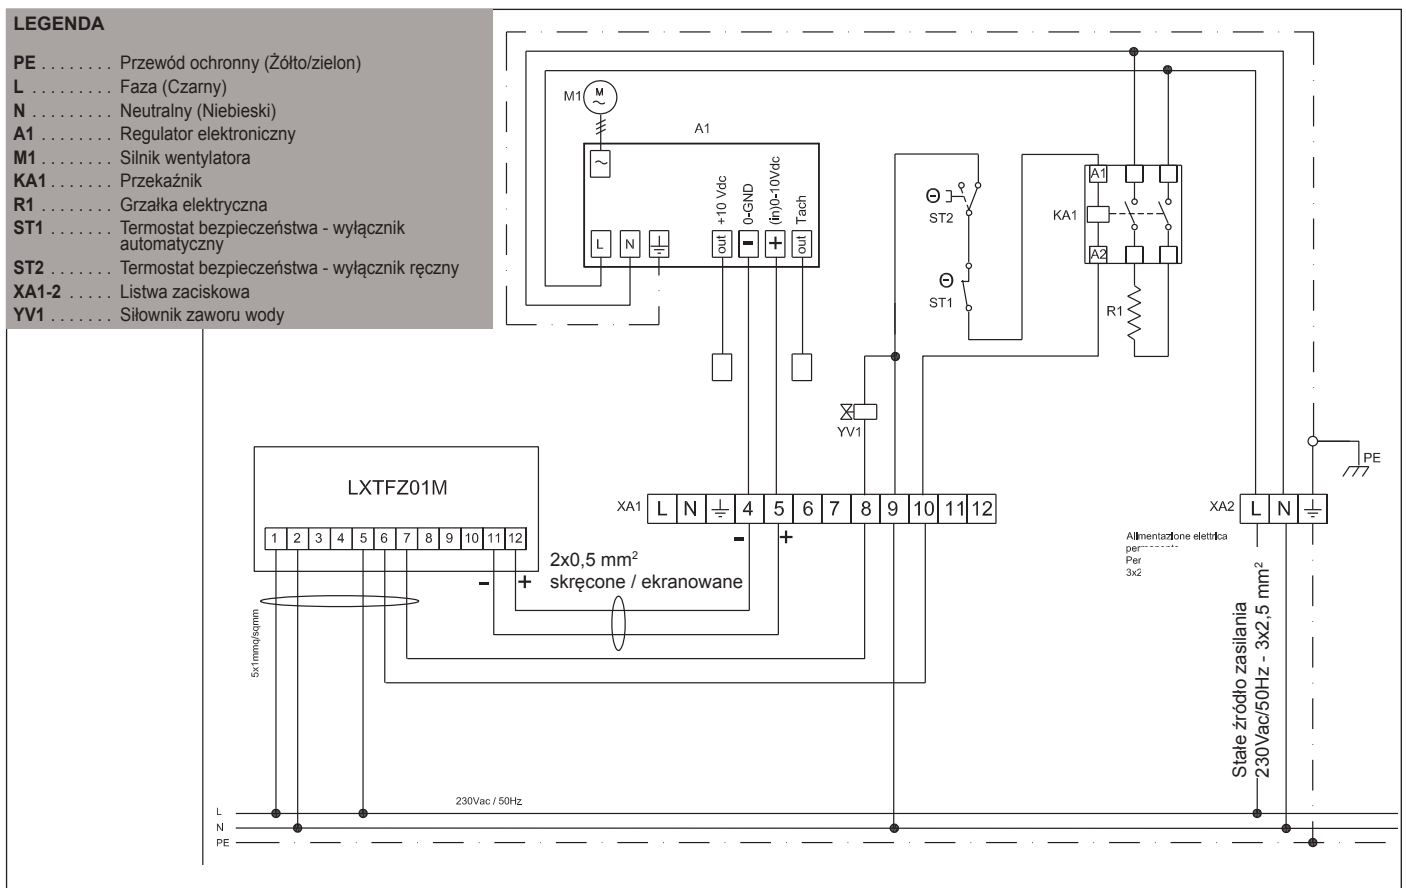 LEGENDA
PE . . . . . . . . Przewód ochronny (Żółto/zielon)
L . . . . . . . . . Faza (Czarny)
N . . . . . . . . . Neutralny (Niebieski)
A1 . . . . . . . . Regulator elektroniczny
M1 . . . . . . . . Silnik wentylatora
KA1 . . . . . . . Przekaźnik
R1 . . . . . . . . Grzałka elektryczna
ST1 . . . . . . . Termostat bezpieczeństwa - wyłącznik
automatyczny
ST2 . . . . . . . Termostat bezpieczeństwa - wyłącznik ręczny
XA1-2 . . . . . Listwa zaciskowa
YV1 . . . . . . . Siłownik zaworu wody
M1
M
~
A1
~
L N
out - + out
+10 Vdc
0-GND
(in)0-10Vdc
Tach
ST2
ST1
KA1
A1
A2
R1
YV1
PE
LXTFZ01M
1 2 3 4 5 6 7 8 9 10 11 12
- +
XA1 L N 4 5 6 7 8 9 10 11 12
- +
XA2 L N
2x0,5 mm²
skręcone / ekranowane
5x1mmq/sqmm
Alimentazione elettrica
Per
Stałe źródło zasilania
230Vac/50Hz - 3x2,5 mm²
230Vac / 50Hz
L
N
PE